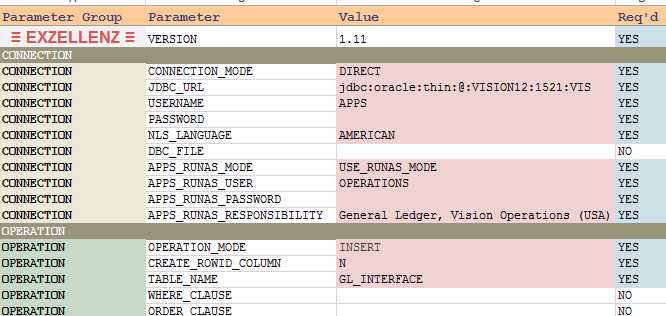 Parameter Group Parameter Value Req'd
≡ EXZELLENZ ≡ VERSION 1.11 YES
CONNECTION
CONNECTION CONNECTION_MODE DIRECT YES
CONNECTION JDBC_URL jdbc:oracle:thin:@:VISION12:1521:VIS YES
CONNECTION USERNAME APPS YES
CONNECTION PASSWORD YES
CONNECTION NLS_LANGUAGE AMERICAN YES
CONNECTION DBC_FILE NO
CONNECTION APPS_RUNAS_MODE USE_RUNAS_MODE YES
CONNECTION APPS_RUNAS_USER OPERATIONS YES
CONNECTION APPS_RUNAS_PASSWORD YES
CONNECTION APPS_RUNAS_RESPONSIBILITY General Ledger, Vision Operations (USA) YES
OPERATION
OPERATION OPERATION_MODE INSERT YES
OPERATION CREATE_ROWID_COLUMN N YES
OPERATION TABLE_NAME GL_INTERFACE YES
OPERATION WHERE_CLAUSE NO
OPERATION ORDER_CLAUSE NO